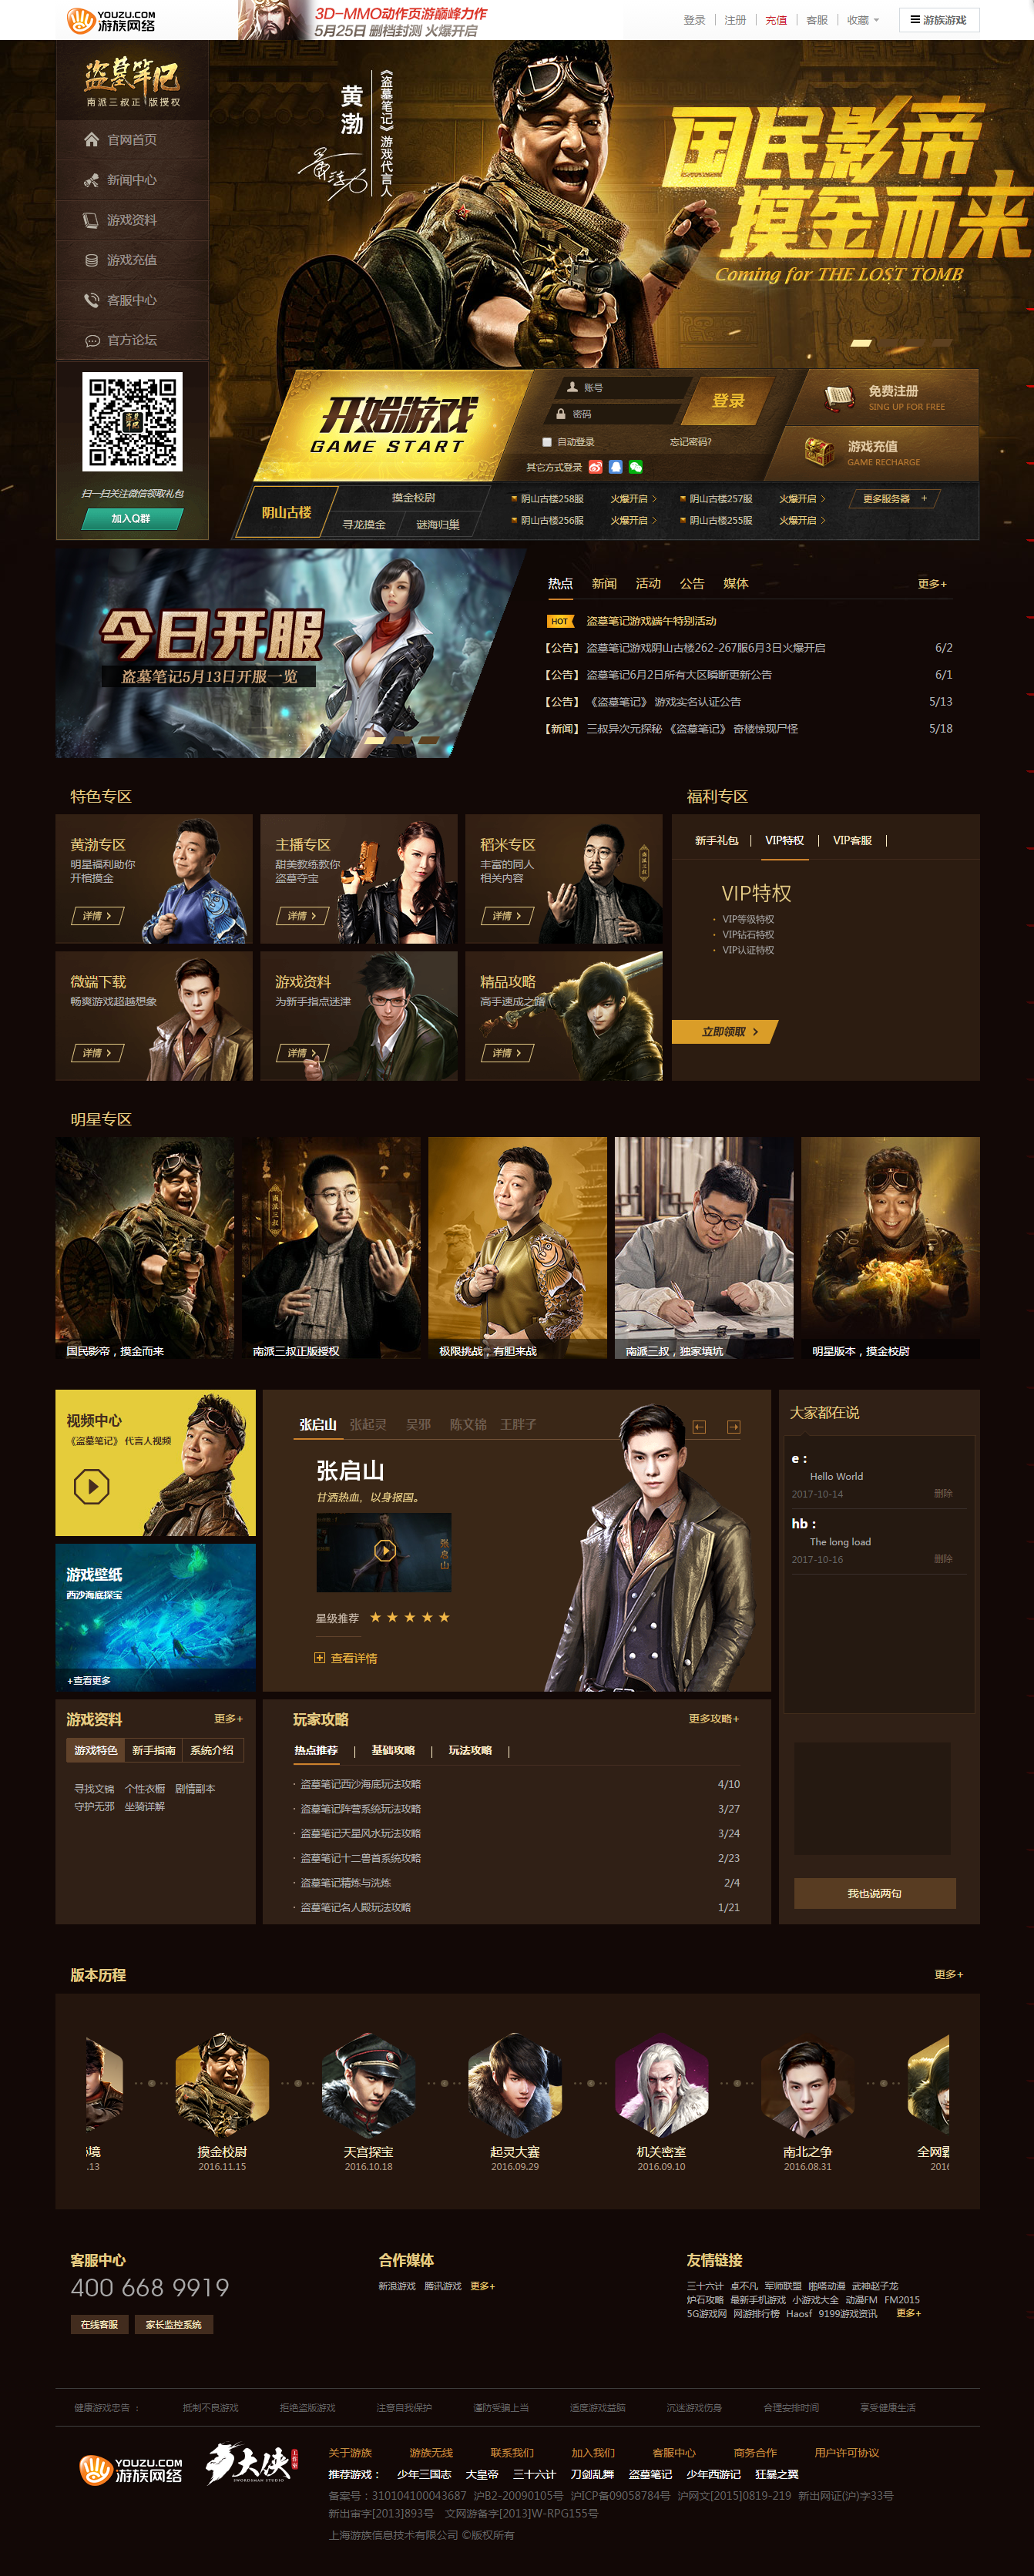 YOUZU.COM
游族网络
3D-MMO动作页游巅峰力作
5月25日 删档封测 火爆开启
登录 注册 充值 客服 收藏 游族游戏
盗墓笔记
南派三叔正版授权
官网首页
新闻中心
游戏资料
游戏充值
客服中心
官方论坛
黄渤
《盗墓笔记》游戏代言人
国民影帝
摸金而来
Coming for THE LOST TOMB
扫一扫关注微信领取礼包
加入Q群
开始游戏
GAME START
账号
密码
登录
自动登录 忘记密码?
其它方式登录
免费注册
SING UP FOR FREE
游戏充值
GAME RECHARGE
阴山古楼
摸金校尉
寻龙摸金 谜海归巢
阴山古楼258服 火爆开启 阴山古楼257服 火爆开启 更多服务器 +
阴山古楼256服 火爆开启 阴山古楼255服 火爆开启
今日开服
盗墓笔记5月13日开服一览
热点 新闻 活动 公告 媒体 更多+
HOT 盗墓笔记游戏端午特别活动
【公告】 盗墓笔记游戏阴山古楼262-267服6月3日火爆开启 6/2
【公告】 盗墓笔记6月2日所有大区瞬断更新公告 6/1
【公告】 《盗墓笔记》 游戏实名认证公告 5/13
【新闻】 三叔异次元探秘 《盗墓笔记》 奇楼惊现尸怪 5/18
特色专区
黄渤专区
明星福利助你
开棺摸金
详情
主播专区
甜美教练教你
盗墓夺宝
详情
稻米专区
丰富的同人
相关内容
详情
南派三叔
微端下载
畅爽游戏超越想象
详情
游戏资料
为新手指点迷津
详情
精品攻略
高手速成之路
详情
福利专区
新手礼包 VIP特权 VIP客服
VIP特权
· VIP等级特权
· VIP钻石特权
· VIP认证特权
立即领取
明星专区
国民影帝，摸金而来
南派三叔
南派三叔正版授权
极限挑战，有胆来战
南派三叔，独家填坑
明星版本，摸金校尉
视频中心
《盗墓笔记》 代言人视频
游戏壁纸
西沙海底探宝
+查看更多
张启山 张起灵 吴邪 陈文锦 王胖子
张启山
甘洒热血，以身报国。
张启山
星级推荐 ★ ★ ★ ★ ★
查看详情
大家都在说
e：
Hello World
2017-10-14 删除
hb：
The long load
2017-10-16 删除
我也说两句
游戏资料 更多+
游戏特色 新手指南 系统介绍
寻找文锦 个性衣橱 剧情副本
守护无邪 坐骑详解
玩家攻略 更多攻略+
热点推荐 基础攻略 玩法攻略
· 盗墓笔记西沙海底玩法攻略 4/10
· 盗墓笔记阵营系统玩法攻略 3/27
· 盗墓笔记天星风水玩法攻略 3/24
· 盗墓笔记十二兽首系统攻略 2/23
· 盗墓笔记精炼与洗炼 2/4
· 盗墓笔记名人殿玩法攻略 1/21
版本历程 更多+
境 摸金校尉 天宫探宝 起灵大赛 机关密室 南北之争 全网
.13 2016.11.15 2016.10.18 2016.09.29 2016.09.10 2016.08.31 2016
客服中心
400 668 9919
在线客服 家长监控系统
合作媒体
新浪游戏 腾讯游戏 更多+
友情链接
三十六计 卓不凡 军师联盟 啪嗒动漫 武神赵子龙
炉石攻略 最新手机游戏 小游戏大全 动漫FM FM2015
5G游戏网 网游排行榜 Haosf 9199游戏资讯 更多+
健康游戏忠告 ： 抵制不良游戏 拒绝盗版游戏 注意自我保护 谨防受骗上当 适度游戏益脑 沉迷游戏伤身 合理安排时间 享受健康生活
YOUZU.COM
游族网络
多大侠
工作室
SWORDSMAN STUDIO
关于游族 游族无线 联系我们 加入我们 客服中心 商务合作 用户许可协议
推荐游戏： 少年三国志 大皇帝 三十六计 刀剑乱舞 盗墓笔记 少年西游记 狂暴之翼
备案号：310104100043687 沪B2-20090105号 沪ICP备09058784号 沪网文[2015]0819-219 新出网证(沪)字33号
新出审字[2013]893号 文网游备字[2013]W-RPG155号
上海游族信息技术有限公司 ©版权所有